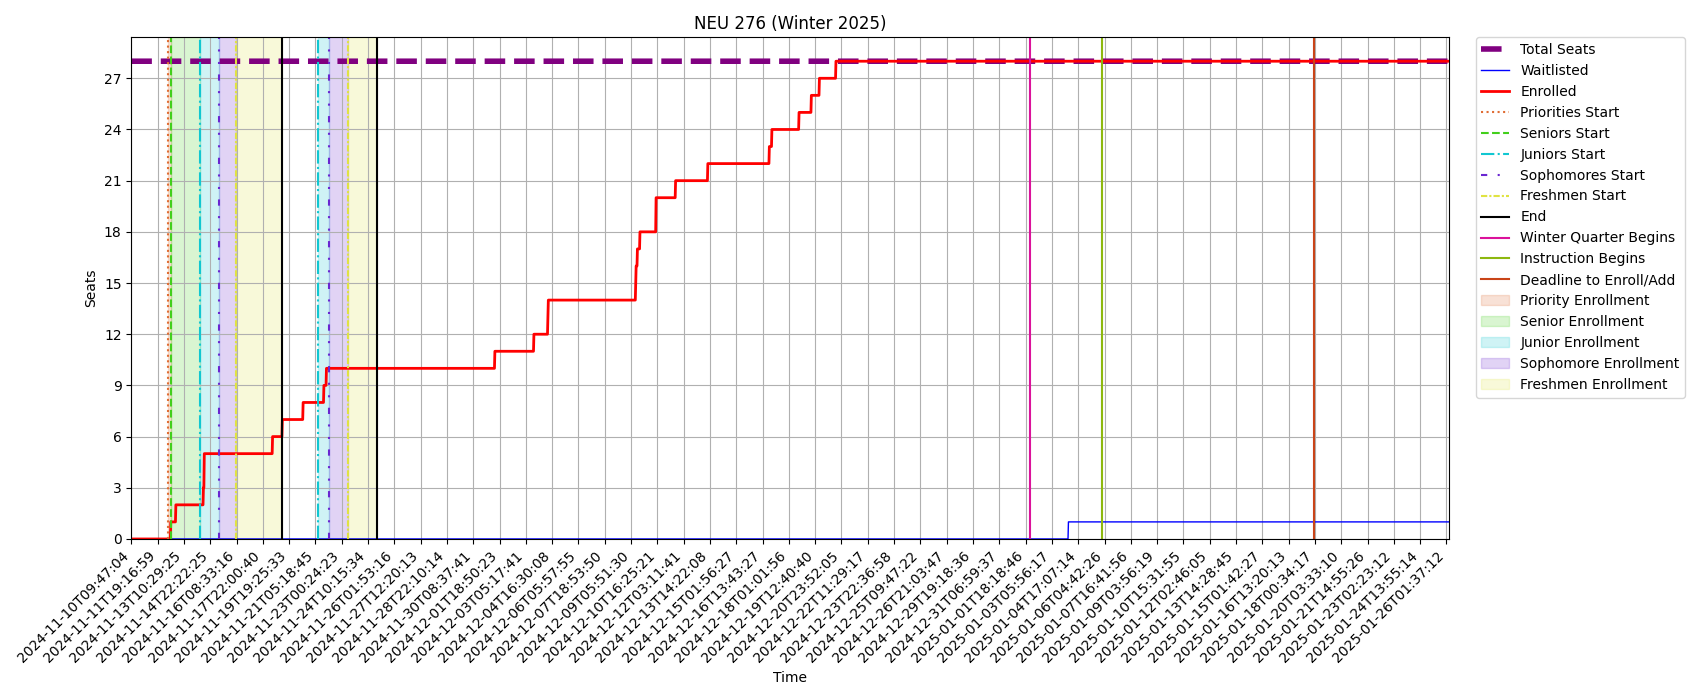 NEU 276 (Winter 2025)
Seats
27
24
21
18
15
12
9
6
3
0
2024-11-10T09:47:04
2024-11-11T19:16:59
2024-11-13T10:29:25
2024-11-14T22:22:25
2024-11-16T08:33:16
2024-11-17T22:00:40
2024-11-19T19:25:33
2024-11-21T05:18:45
2024-11-23T00:24:23
2024-11-24T10:15:34
2024-11-26T01:53:16
2024-11-27T12:20:13
2024-11-28T22:10:14
2024-11-30T08:37:41
2024-12-01T18:50:23
2024-12-03T05:17:41
2024-12-04T16:30:08
2024-12-06T05:57:55
2024-12-07T18:53:50
2024-12-09T05:51:30
2024-12-10T16:25:21
2024-12-12T03:11:41
2024-12-13T14:22:08
2024-12-15T01:56:27
2024-12-16T13:43:27
2024-12-18T01:01:56
2024-12-19T12:40:40
2024-12-20T23:52:05
2024-12-22T11:29:17
2024-12-23T22:36:58
2024-12-25T09:47:22
2024-12-26T21:03:47
2024-12-29T19:18:36
2024-12-31T06:59:37
2025-01-01T18:18:46
2025-01-03T05:56:17
2025-01-04T17:07:14
2025-01-06T04:42:26
2025-01-07T16:41:56
2025-01-09T03:56:19
2025-01-10T15:31:55
2025-01-12T02:46:05
2025-01-13T14:28:45
2025-01-15T01:42:27
2025-01-16T13:20:13
2025-01-18T00:34:17
2025-01-20T03:33:10
2025-01-21T14:55:26
2025-01-23T02:23:12
2025-01-24T13:55:14
2025-01-26T01:37:12
Time
Total Seats
Waitlisted
Enrolled
Priorities Start
Seniors Start
Juniors Start
Sophomores Start
Freshmen Start
End
Winter Quarter Begins
Instruction Begins
Deadline to Enroll/Add
Priority Enrollment
Senior Enrollment
Junior Enrollment
Sophomore Enrollment
Freshmen Enrollment